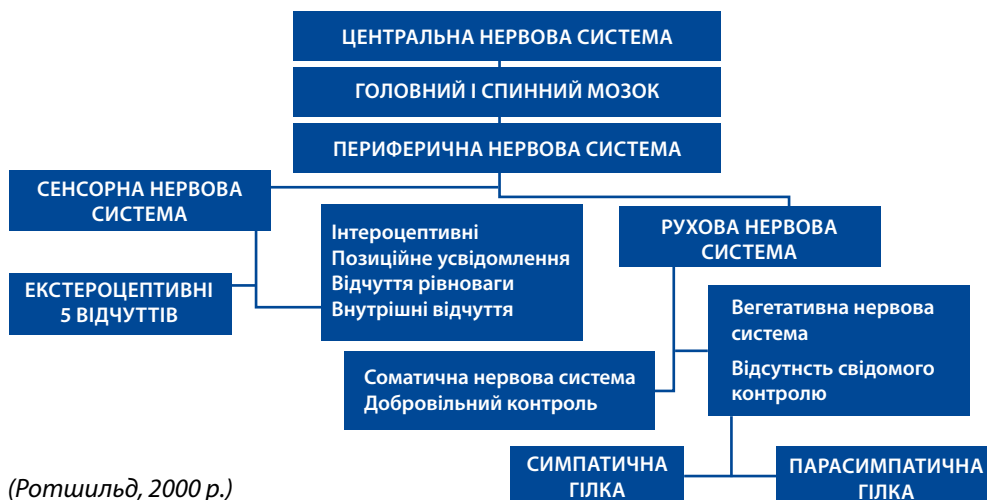 ЦЕНТРАЛЬНА НЕРВОВА СИСТЕМА
ГОЛОВНИЙ І СПИННИЙ МОЗОК
ПЕРИФЕРИЧНА НЕРВОВА СИСТЕМА
СЕНСОРНА НЕРВОВА
СИСТЕМА
ЕКСТЕРОЦЕПТИВНІ
5 ВІДЧУТТІВ
Інтероцептивні
Позиційне усвідомлення
Відчуття рівноваги
Внутрішні відчуття
РУХОВА НЕРВОВА
СИСТЕМА
Соматична нервова система
Добровільний контроль
Вегетативна нервова
система
Відсутнсть свідомого
контролю
СИМПАТИЧНА
ГІЛКА
ПАРАСИМПАТИЧНА
ГІЛКА
(Ротшильд, 2000 р.)